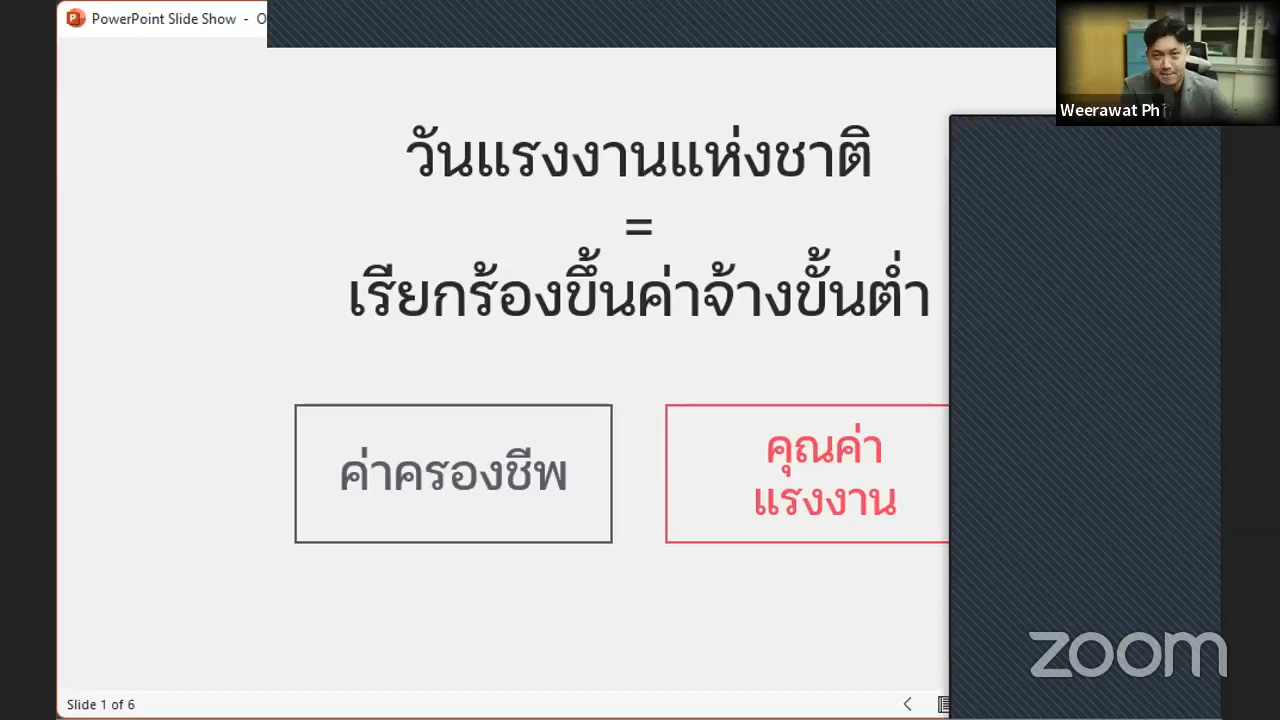 PowerPoint Slide Show - O
Weerawat Ph
วันแรงงานแห่งชาติ
=
เรียกร้องขึ้นค่าจ้างขั้นต่ำ
ค่าครองชีพ
คุณค่า
แรงงาน
zoom
Slide 1 of 6